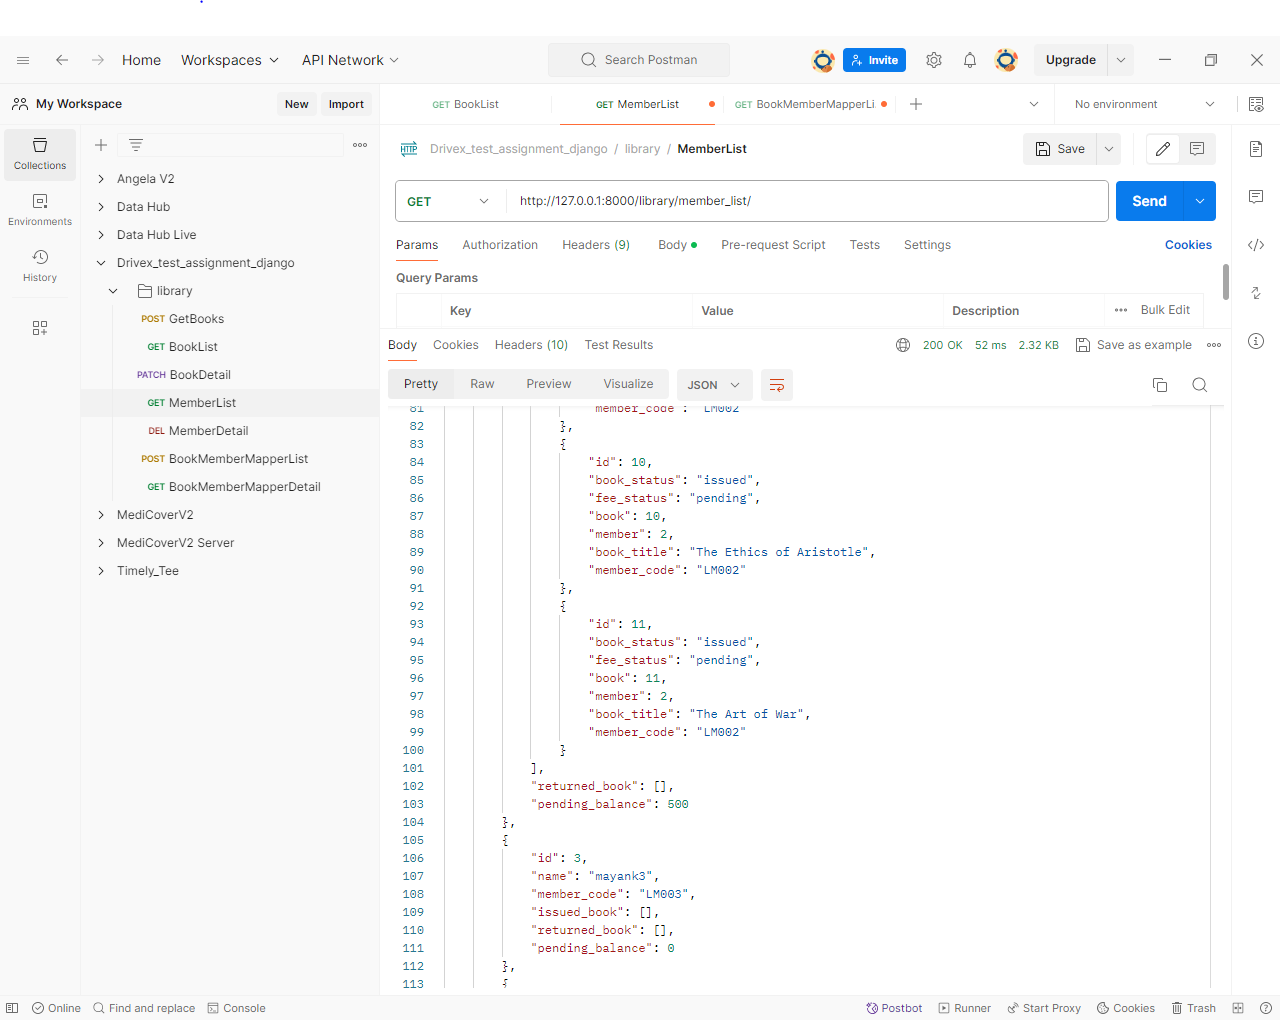 Home Workspaces API Network Search Postman Invite Upgrade
My Workspace New Import GET BookList GET MemberList GET BookMemberMapperLi No environment
Collections
Environments
History
Angela V2
Data Hub
Data Hub Live
Drivex_test_assignment_django
library
POST GetBooks
GET BookList
PATCH BookDetail
GET MemberList
DEL MemberDetail
POST BookMemberMapperList
GET BookMemberMapperDetail
MediCoverV2
MediCoverV2 Server
Timely_Tee
HTTP Drivex_test_assignment_django / library / MemberList Save
GET http://127.0.0.1:8000/library/member_list/ Send
Params Authorization Headers (9) Body Pre-request Script Tests Settings Cookies
Query Params
Key Value Description Bulk Edit
Body Cookies Headers (10) Test Results 200 OK 52 ms 2.32 KB Save as example
Pretty Raw Preview Visualize JSON
81 "member_code": "LM002"
82 },
83 {
84 "id": 10,
85 "book_status": "issued",
86 "fee_status": "pending",
87 "book": 10,
88 "member": 2,
89 "book_title": "The Ethics of Aristotle",
90 "member_code": "LM002"
91 },
92 {
93 "id": 11,
94 "book_status": "issued",
95 "fee_status": "pending",
96 "book": 11,
97 "member": 2,
98 "book_title": "The Art of War",
99 "member_code": "LM002"
100 }
101 ],
102 "returned_book": [],
103 "pending_balance": 500
104 },
105 {
106 "id": 3,
107 "name": "mayank3",
108 "member_code": "LM003",
109 "issued_book": [],
110 "returned_book": [],
111 "pending_balance": 0
112 },
113 {
Online Find and replace Console Postbot Runner Start Proxy Cookies Trash